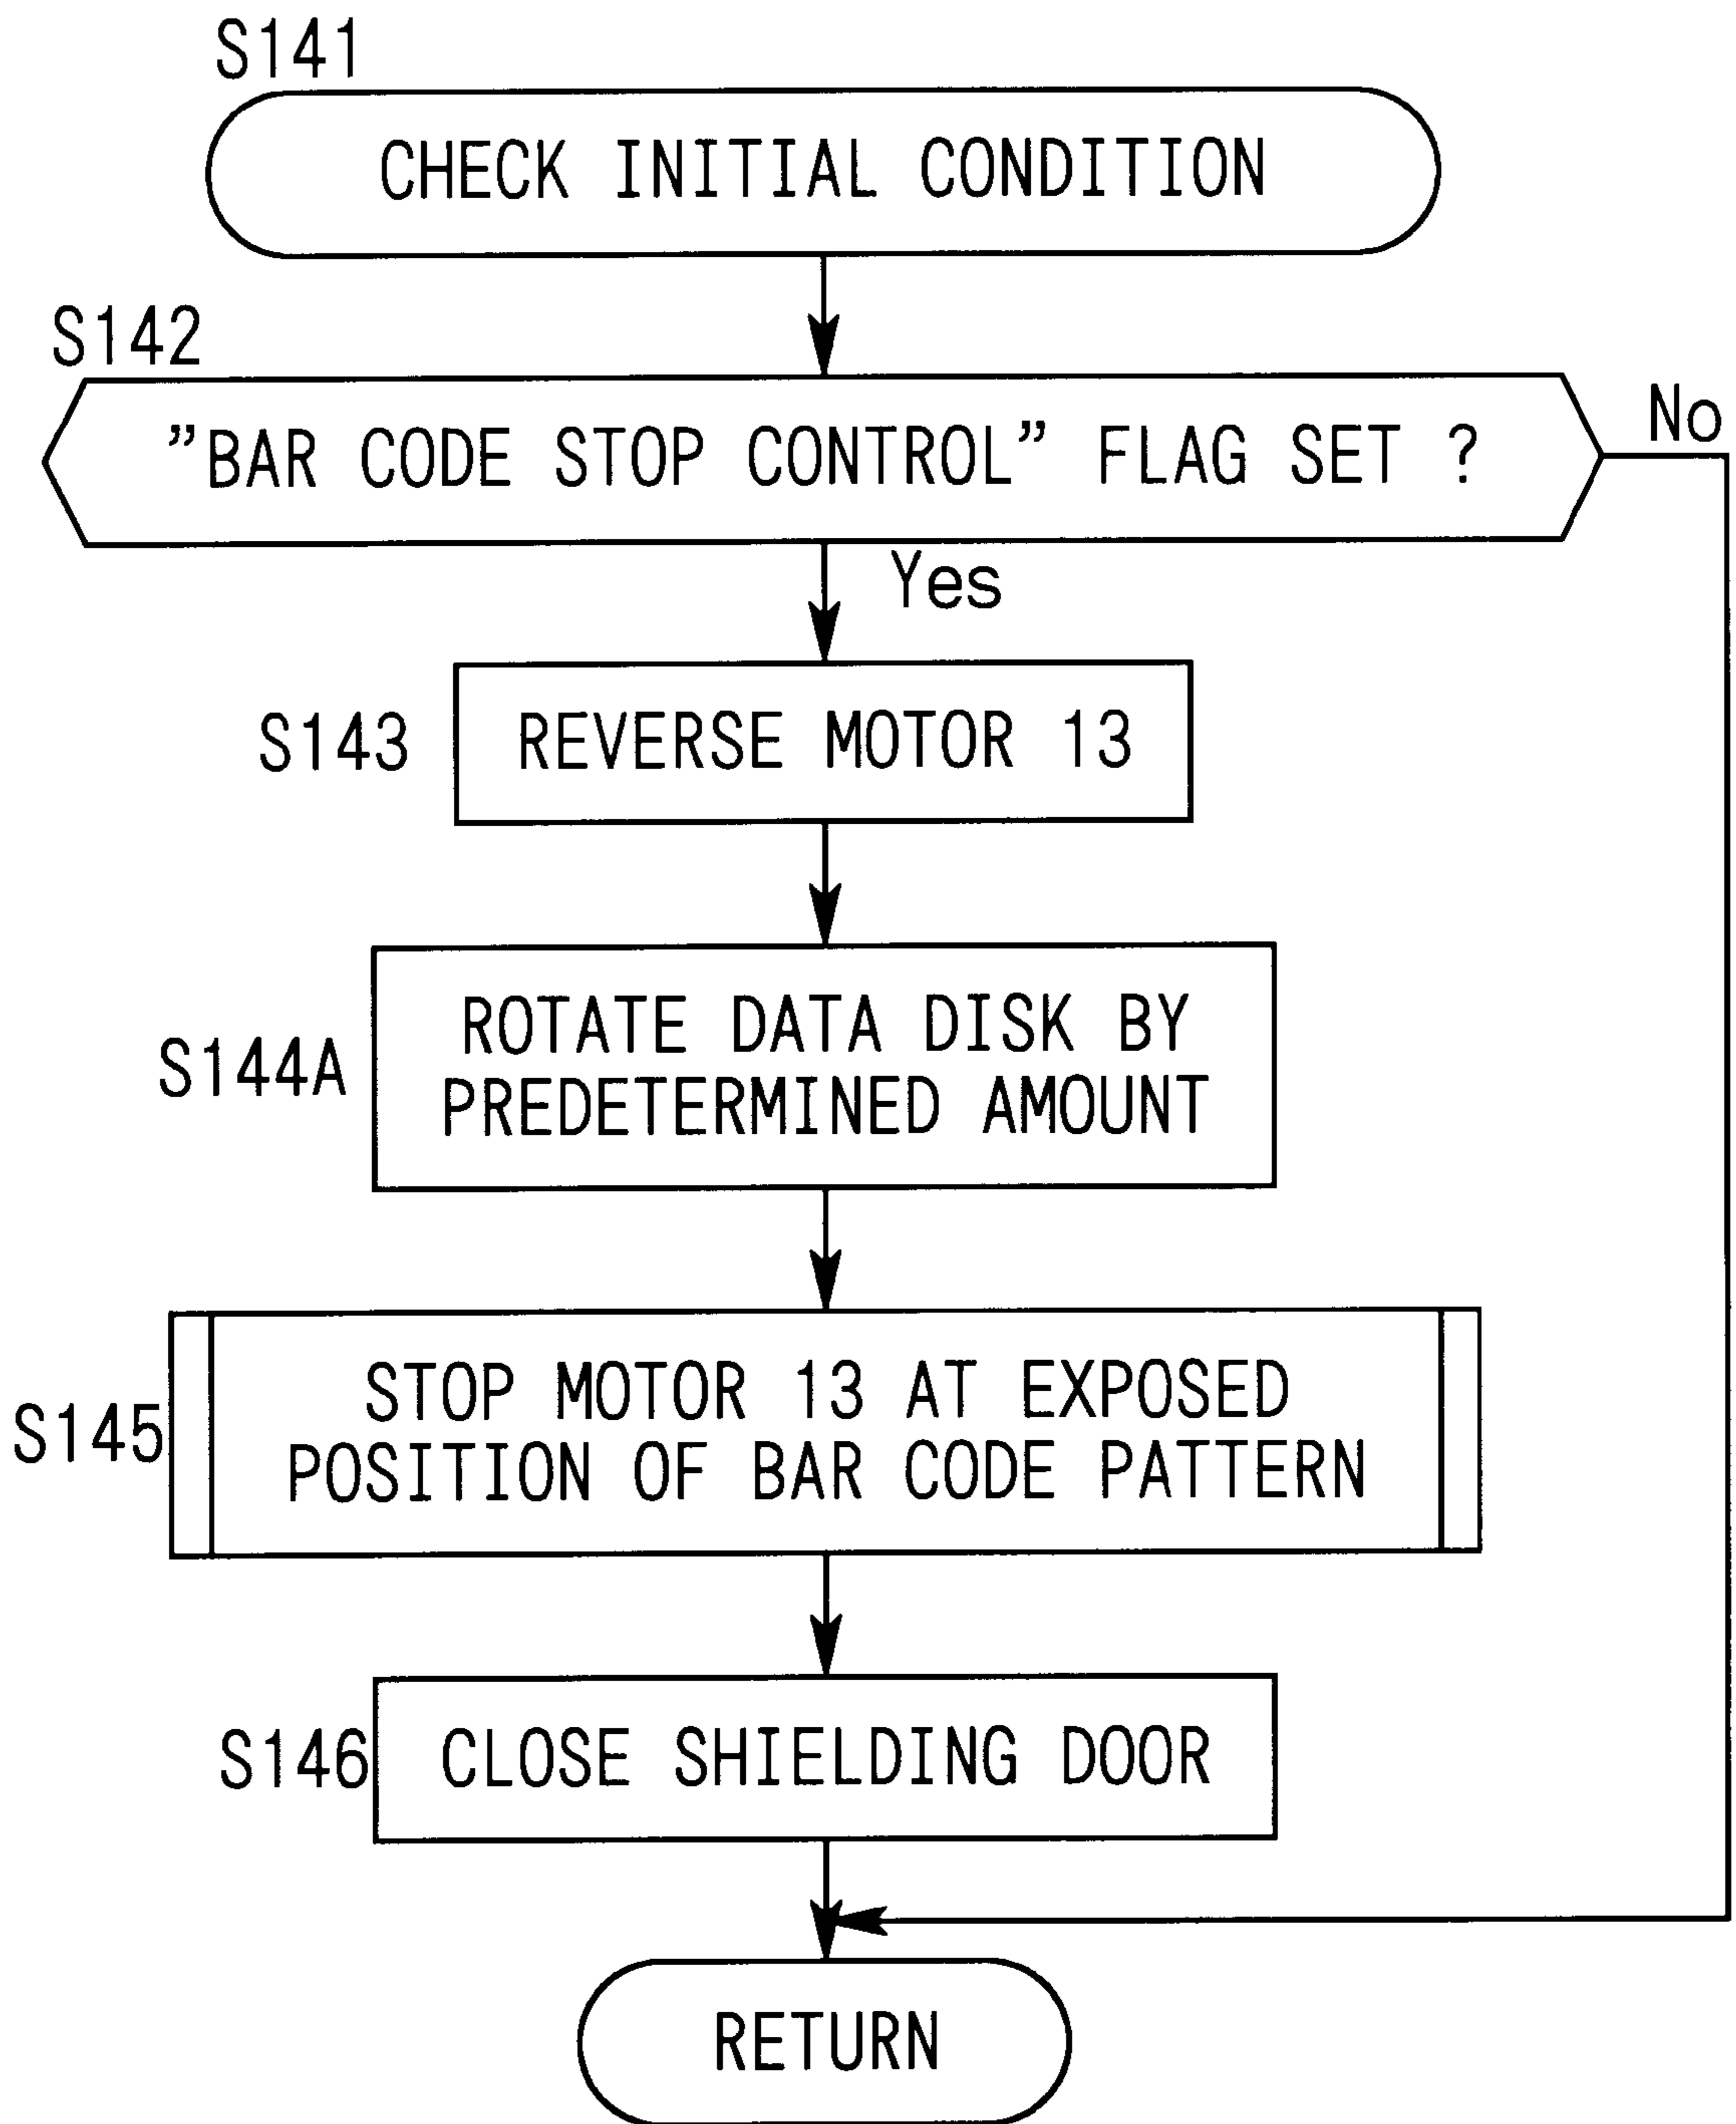 S141
CHECK INITIAL CONDITION
S142
”BAR CODE STOP CONTROL” FLAG SET ?
No
Yes
S143
REVERSE MOTOR 13
S144A
ROTATE DATA DISK BY
PREDETERMINED AMOUNT
S145
STOP MOTOR 13 AT EXPOSED
POSITION OF BAR CODE PATTERN
S146
CLOSE SHIELDING DOOR
RETURN